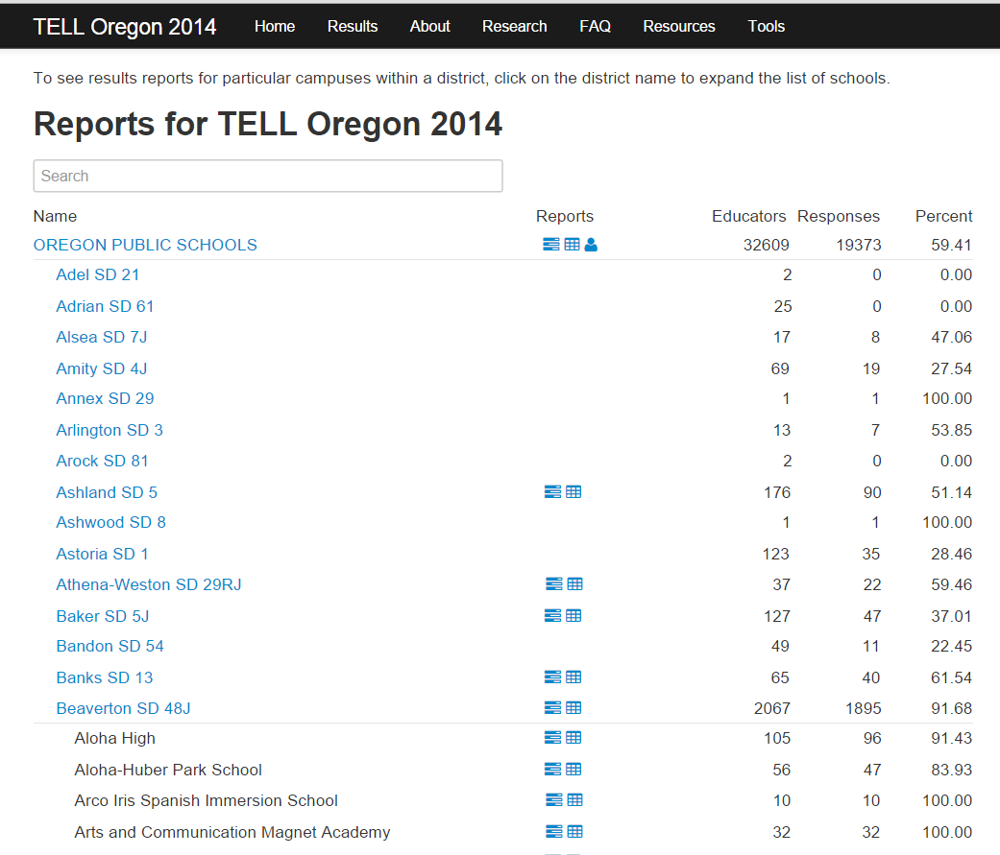 TELL Oregon 2014 Home Results About Research FAQ Resources Tools
To see results reports for particular campuses within a district, click on the district name to expand the list of schools.
Reports for TELL Oregon 2014
Search
Name Reports Educators Responses Percent
OREGON PUBLIC SCHOOLS 32609 19373 59.41
Adel SD 21 2 0 0.00
Adrian SD 61 25 0 0.00
Alsea SD 7J 17 8 47.06
Amity SD 4J 69 19 27.54
Annex SD 29 1 1 100.00
Arlington SD 3 13 7 53.85
Arock SD 81 2 0 0.00
Ashland SD 5 176 90 51.14
Ashwood SD 8 1 1 100.00
Astoria SD 1 123 35 28.46
Athena-Weston SD 29RJ 37 22 59.46
Baker SD 5J 127 47 37.01
Bandon SD 54 49 11 22.45
Banks SD 13 65 40 61.54
Beaverton SD 48J 2067 1895 91.68
Aloha High 105 96 91.43
Aloha-Huber Park School 56 47 83.93
Arco Iris Spanish Immersion School 10 10 100.00
Arts and Communication Magnet Academy 32 32 100.00